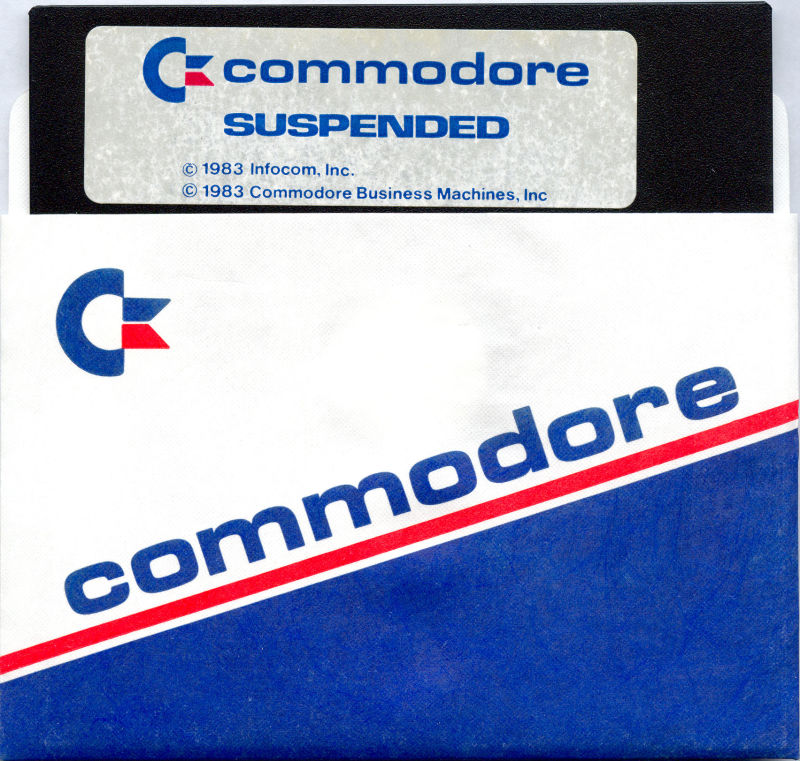 commodore
SUSPENDED
© 1983 Infocom, Inc.
© 1983 Commodore Business Machines, Inc
commodore